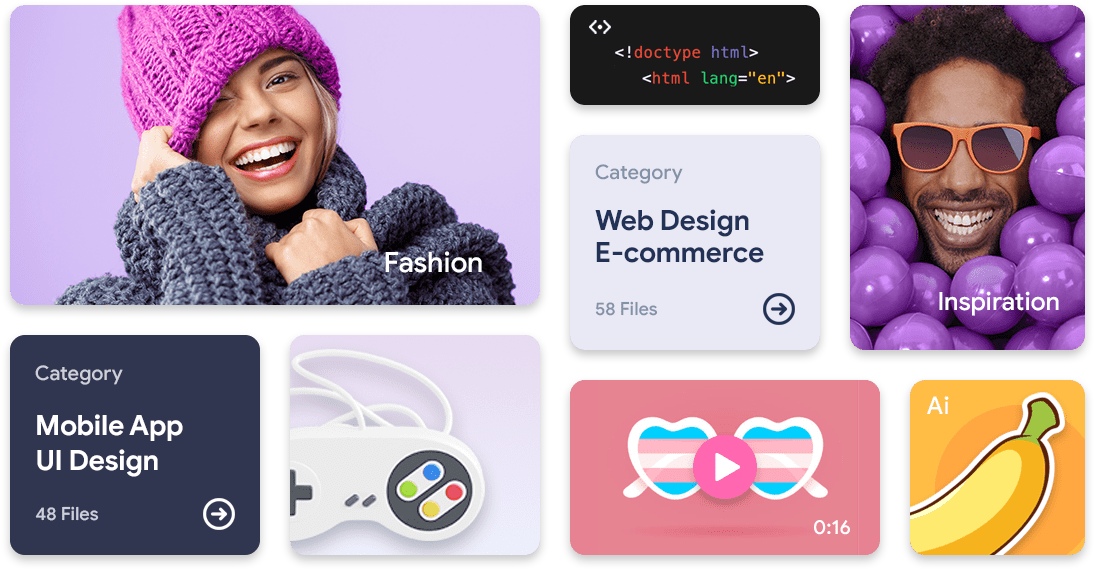 Fashion
<!doctype html>
<html lang="en">
Category
Web Design
E-commerce
58 Files
Inspiration
Category
Mobile App
UI Design
48 Files
0:16
Ai